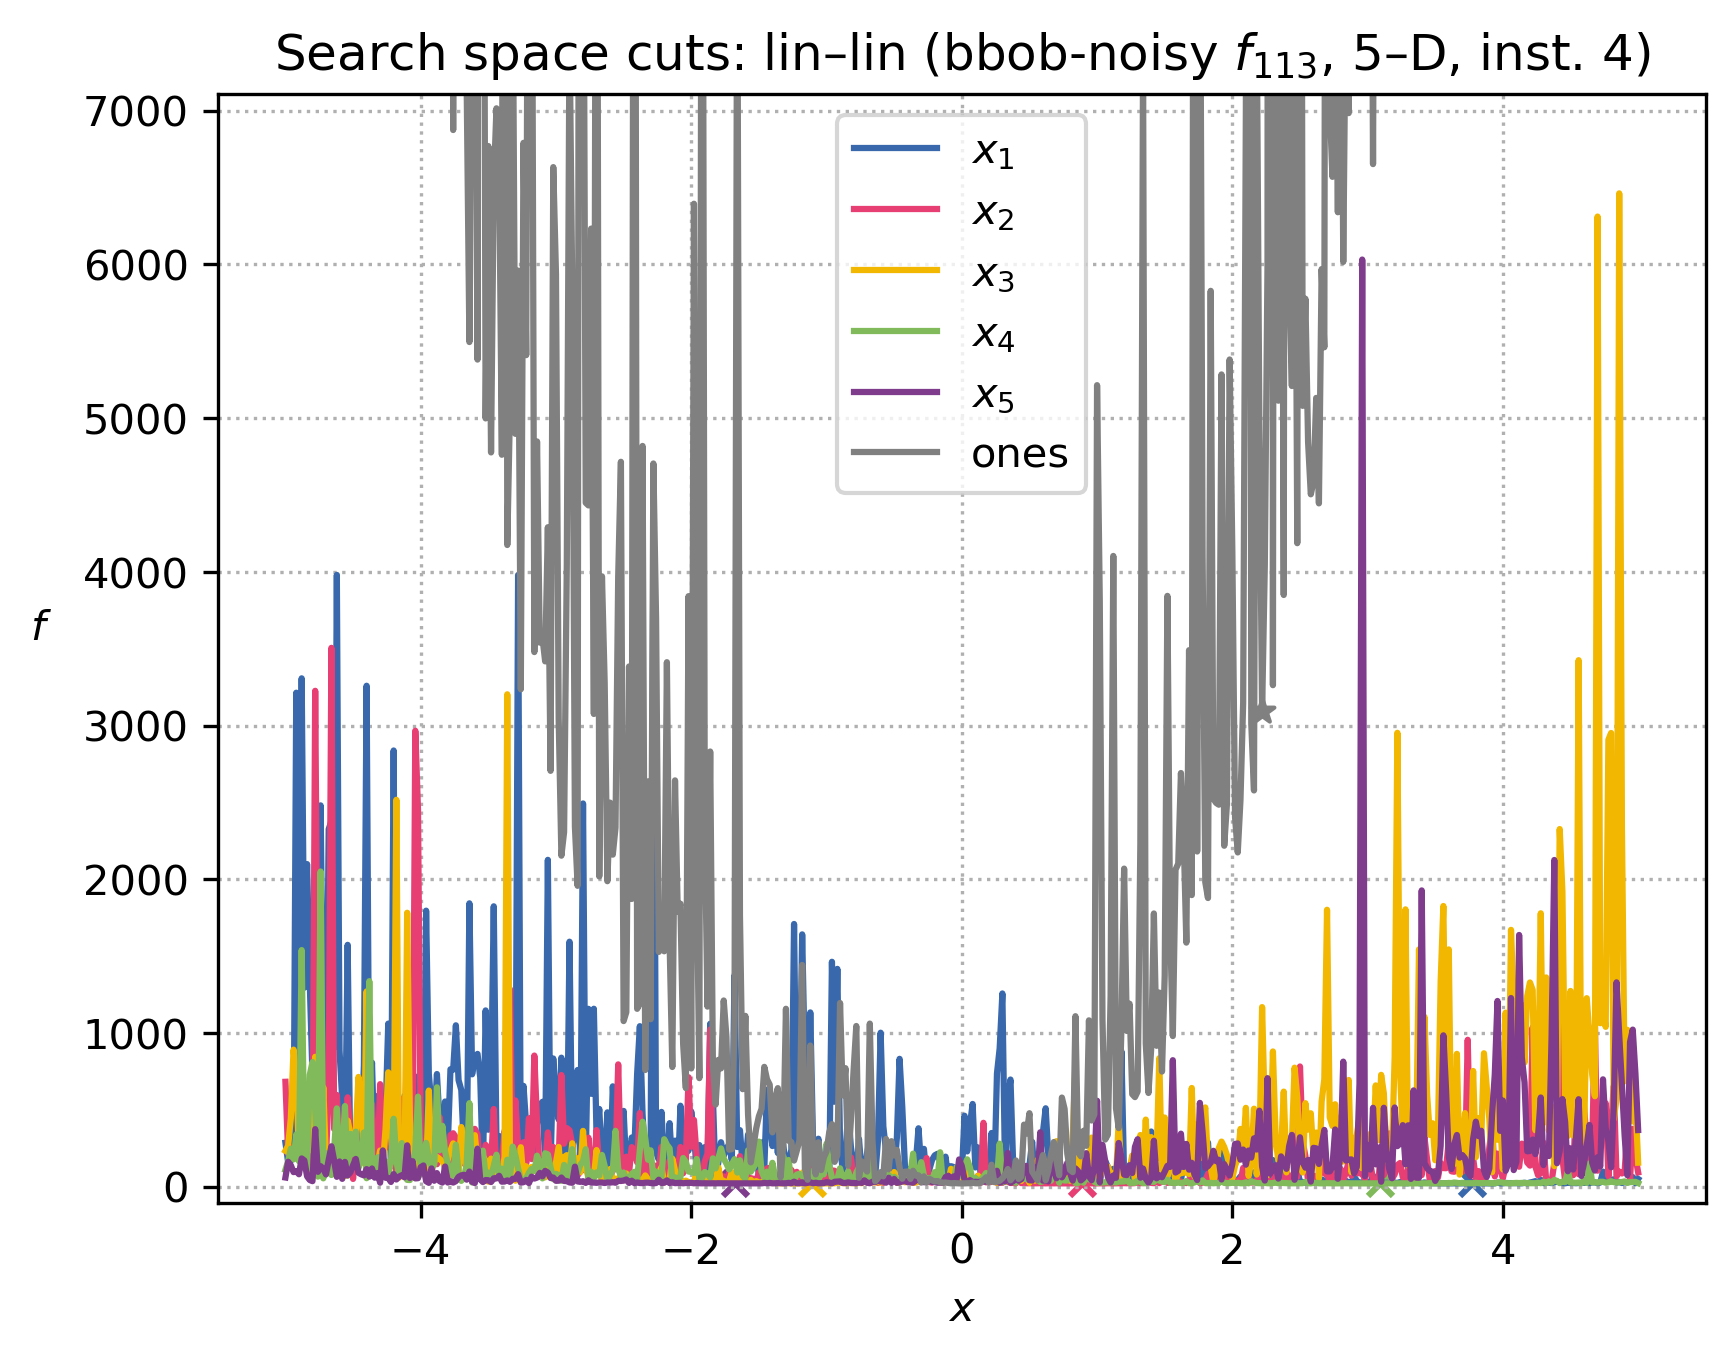 Search space cuts: lin–lin (bbob-noisy f₁₁₃, 5–D, inst. 4)
7000
6000
5000
4000
3000
2000
1000
0
f
x₁
x₂
x₃
x₄
x₅
ones
−4 −2 0 2 4
x